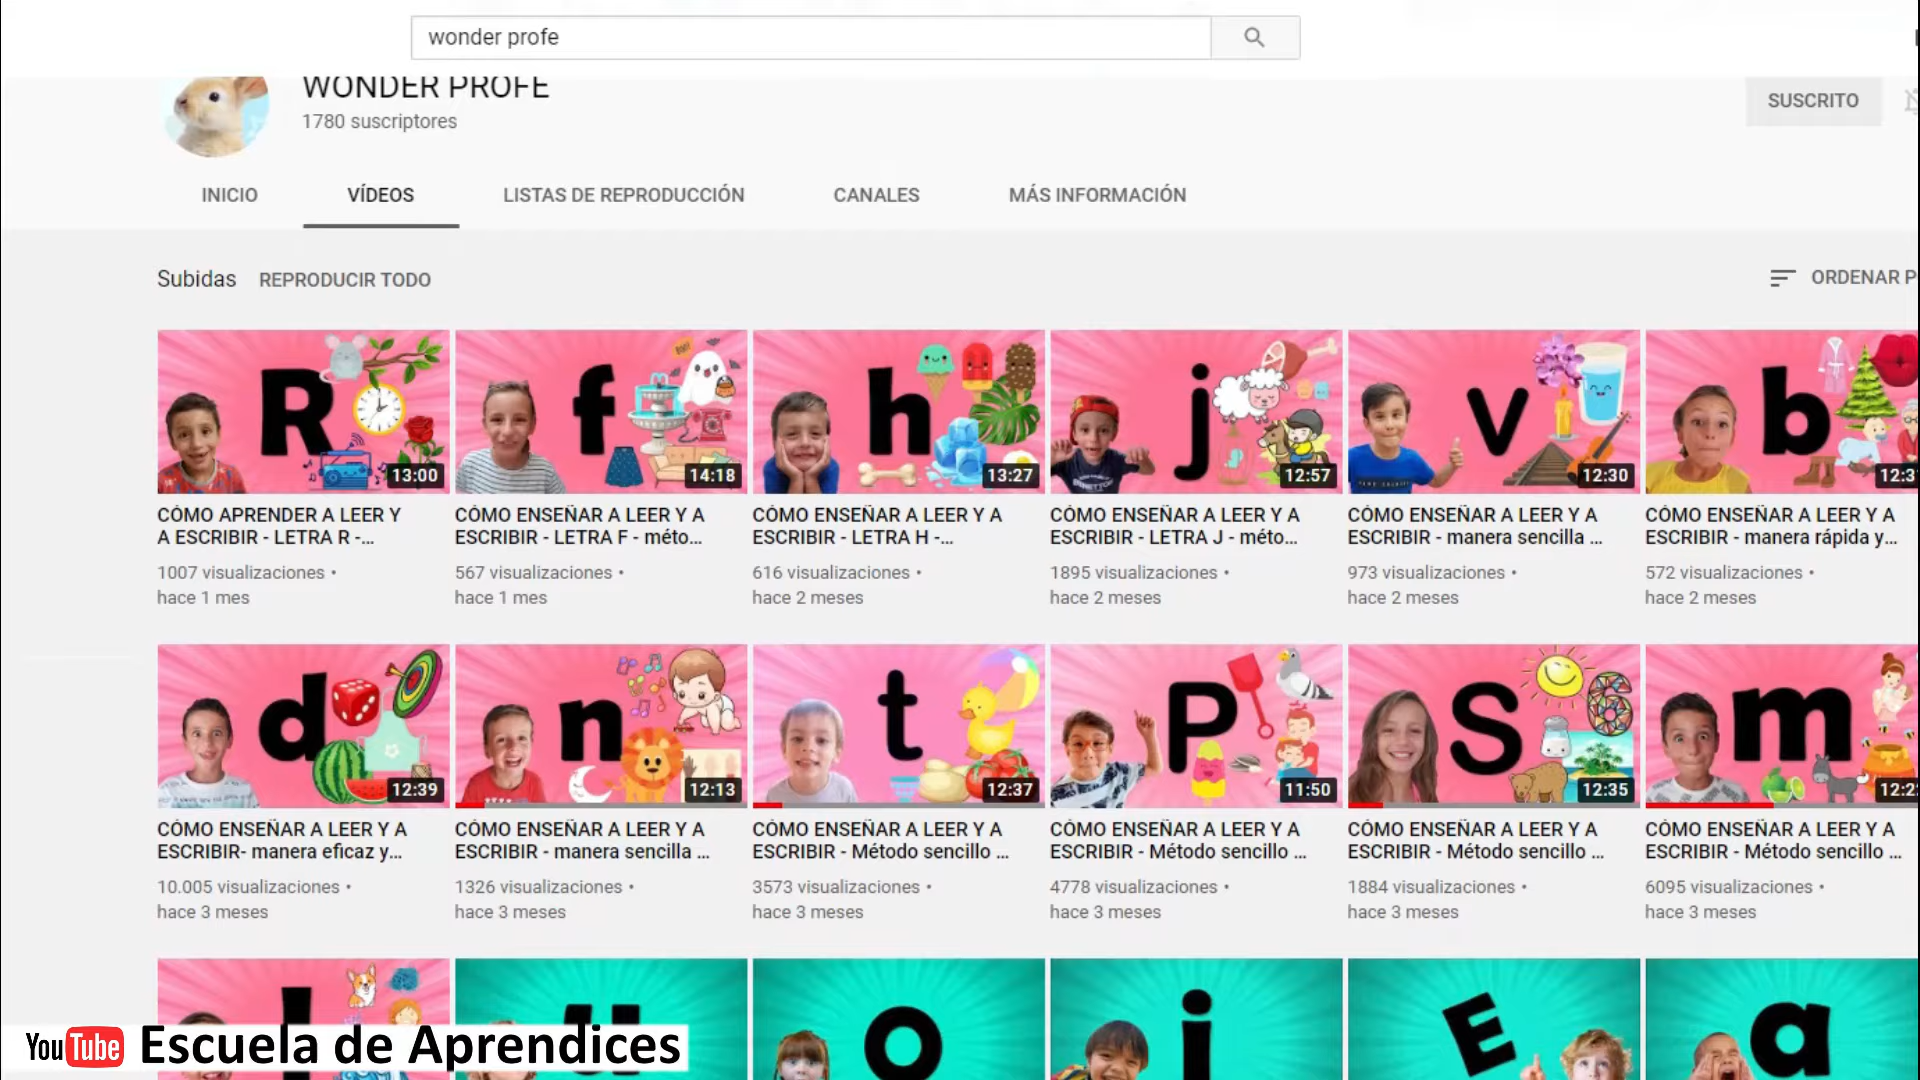 wonder profe
WONDER PROFE
1780 suscriptores
SUSCRITO
INICIO
VÍDEOS
LISTAS DE REPRODUCCIÓN
CANALES
MÁS INFORMACIÓN
Subidas
REPRODUCIR TODO
ORDENAR P
R
13:00
f
14:18
h
13:27
j
12:57
v
12:30
b
12:3
CÓMO APRENDER A LEER Y
A ESCRIBIR - LETRA R -...
1007 visualizaciones •
hace 1 mes
CÓMO ENSEÑAR A LEER Y A
ESCRIBIR - LETRA F - méto...
567 visualizaciones •
hace 1 mes
CÓMO ENSEÑAR A LEER Y A
ESCRIBIR - LETRA H -...
616 visualizaciones •
hace 2 meses
CÓMO ENSEÑAR A LEER Y A
ESCRIBIR - LETRA J - méto...
1895 visualizaciones •
hace 2 meses
CÓMO ENSEÑAR A LEER Y A
ESCRIBIR - manera sencilla ...
973 visualizaciones •
hace 2 meses
CÓMO ENSEÑAR A LEER Y A
ESCRIBIR - manera rápida y...
572 visualizaciones •
hace 2 meses
d
12:39
n
12:13
t
12:37
P
11:50
S
6
12:35
m
12:2
CÓMO ENSEÑAR A LEER Y A
ESCRIBIR- manera eficaz y...
10.005 visualizaciones •
hace 3 meses
CÓMO ENSEÑAR A LEER Y A
ESCRIBIR - manera sencilla ...
1326 visualizaciones •
hace 3 meses
CÓMO ENSEÑAR A LEER Y A
ESCRIBIR - Método sencillo ...
3573 visualizaciones •
hace 3 meses
CÓMO ENSEÑAR A LEER Y A
ESCRIBIR - Método sencillo ...
4778 visualizaciones •
hace 3 meses
CÓMO ENSEÑAR A LEER Y A
ESCRIBIR - Método sencillo ...
1884 visualizaciones •
hace 3 meses
CÓMO ENSEÑAR A LEER Y A
ESCRIBIR - Método sencillo ...
6095 visualizaciones •
hace 3 meses
l
u
o
i
E
a
YouTube Escuela de Aprendices